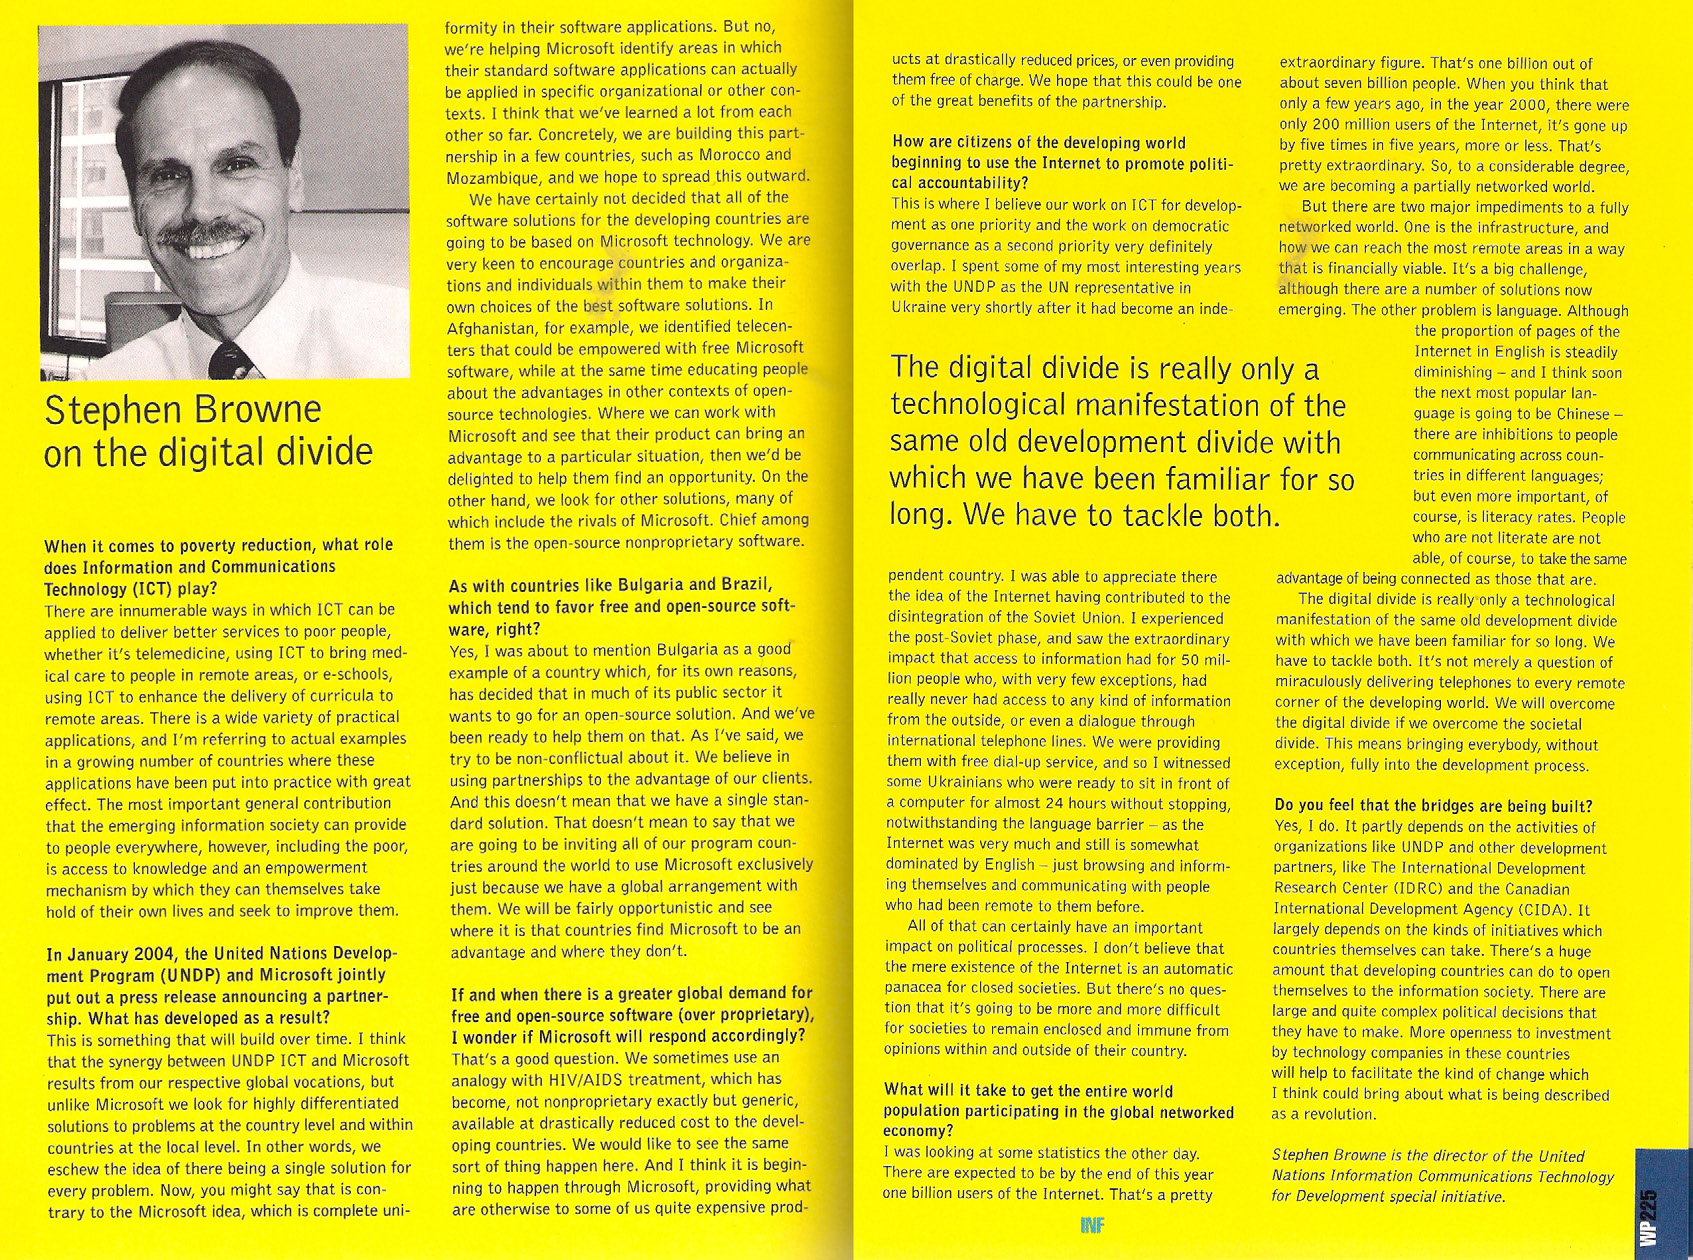 Stephen Browne
on the digital divide
When it comes to poverty reduction, what role
does Information and Communications
Technology (ICT) play?
There are innumerable ways in which ICT can be
applied to deliver better services to poor people,
whether it's telemedicine, using ICT to bring med-
ical care to people in remote areas, or e-schools,
using ICT to enhance the delivery of curricula to
remote areas. There is a wide variety of practical
applications, and I'm referring to actual examples
in a growing number of countries where these
applications have been put into practice with great
effect. The most important general contribution
that the emerging information society can provide
to people everywhere, however, including the poor,
is access to knowledge and an empowerment
mechanism by which they can themselves take
hold of their own lives and seek to improve them.
In January 2004, the United Nations Develop-
ment Program (UNDP) and Microsoft jointly
put out a press release announcing a partner-
ship. What has developed as a result?
This is something that will build over time. I think
that the synergy between UNDP ICT and Microsoft
results from our respective global vocations, but
unlike Microsoft we look for highly differentiated
solutions to problems at the country level and within
countries at the local level. In other words, we
eschew the idea of there being a single solution for
every problem. Now, you might say that is con-
trary to the Microsoft idea, which is complete uni-
formity in their software applications. But no,
we're helping Microsoft identify areas in which
their standard software applications can actually
be applied in specific organizational or other con-
texts. I think that we've learned a lot from each
other so far. Concretely, we are building this part-
nership in a few countries, such as Morocco and
Mozambique, and we hope to spread this outward.
We have certainly not decided that all of the
software solutions for the developing countries are
going to be based on Microsoft technology. We are
very keen to encourage countries and organiza-
tions and individuals within them to make their
own choices of the best software solutions. In
Afghanistan, for example, we identified telecen-
ters that could be empowered with free Microsoft
software, while at the same time educating people
about the advantages in other contexts of open-
source technologies. Where we can work with
Microsoft and see that their product can bring an
advantage to a particular situation, then we'd be
delighted to help them find an opportunity. On the
other hand, we look for other solutions, many of
which include the rivals of Microsoft. Chief among
them is the open-source nonproprietary software.
As with countries like Bulgaria and Brazil,
which tend to favor free and open-source soft-
ware, right?
Yes, I was about to mention Bulgaria as a good
example of a country which, for its own reasons,
has decided that in much of its public sector it
wants to go for an open-source solution. And we've
been ready to help them on that. As I've said, we
try to be non-conflictual about it. We believe in
using partnerships to the advantage of our clients.
And this doesn't mean that we have a single stan-
dard solution. That doesn't mean to say that we
are going to be inviting all of our program coun-
tries around the world to use Microsoft exclusively
just because we have a global arrangement with
them. We will be fairly opportunistic and see
where it is that countries find Microsoft to be an
advantage and where they don't.
If and when there is a greater global demand for
free and open-source software (over proprietary),
I wonder if Microsoft will respond accordingly?
That's a good question. We sometimes use an
analogy with HIV/AIDS treatment, which has
become, not nonproprietary exactly but generic,
available at drastically reduced cost to the devel-
oping countries. We would like to see the same
sort of thing happen here. And I think it is begin-
ning to happen through Microsoft, providing what
are otherwise to some of us quite expensive prod-
ucts at drastically reduced prices, or even providing
them free of charge. We hope that this could be one
of the great benefits of the partnership.
How are citizens of the developing world
beginning to use the Internet to promote politi-
cal accountability?
This is where I believe our work on ICT for develop-
ment as one priority and the work on democratic
governance as a second priority very definitely
overlap. I spent some of my most interesting years
with the UNDP as the UN representative in
Ukraine very shortly after it had become an inde-
The digital divide is really only a
technological manifestation of the
same old development divide with
which we have been familiar for so
long. We have to tackle both.
pendent country. I was able to appreciate there
the idea of the Internet having contributed to the
disintegration of the Soviet Union. I experienced
the post-Soviet phase, and saw the extraordinary
impact that access to information had for 50 mil-
lion people who, with very few exceptions, had
really never had access to any kind of information
from the outside, or even a dialogue through
international telephone lines. We were providing
them with free dial-up service, and so I witnessed
some Ukrainians who were ready to sit in front of
a computer for almost 24 hours without stopping,
notwithstanding the language barrier – as the
Internet was very much and still is somewhat
dominated by English – just browsing and inform-
ing themselves and communicating with people
who had been remote to them before.
All of that can certainly have an important
impact on political processes. I don't believe that
the mere existence of the Internet is an automatic
panacea for closed societies. But there's no ques-
tion that it's going to be more and more difficult
for societies to remain enclosed and immune from
opinions within and outside of their country.
What will it take to get the entire world
population participating in the global networked
economy?
I was looking at some statistics the other day.
There are expected to be by the end of this year
one billion users of the Internet. That's a pretty
extraordinary figure. That's one billion out of
about seven billion people. When you think that
only a few years ago, in the year 2000, there were
only 200 million users of the Internet, it's gone up
by five times in five years, more or less. That's
pretty extraordinary. So, to a considerable degree,
we are becoming a partially networked world.
But there are two major impediments to a fully
networked world. One is the infrastructure, and
how we can reach the most remote areas in a way
that is financially viable. It's a big challenge,
although there are a number of solutions now
emerging. The other problem is language. Although
the proportion of pages of the
Internet in English is steadily
diminishing – and I think soon
the next most popular lan-
guage is going to be Chinese –
there are inhibitions to people
communicating across coun-
tries in different languages;
but even more important, of
course, is literacy rates. People
who are not literate are not
able, of course, to take the same
advantage of being connected as those that are.
The digital divide is really only a technological
manifestation of the same old development divide
with which we have been familiar for so long. We
have to tackle both. It's not merely a question of
miraculously delivering telephones to every remote
corner of the developing world. We will overcome
the digital divide if we overcome the societal
divide. This means bringing everybody, without
exception, fully into the development process.
Do you feel that the bridges are being built?
Yes, I do. It partly depends on the activities of
organizations like UNDP and other development
partners, like The International Development
Research Center (IDRC) and the Canadian
International Development Agency (CIDA). It
largely depends on the kinds of initiatives which
countries themselves can take. There's a huge
amount that developing countries can do to open
themselves to the information society. There are
large and quite complex political decisions that
they have to make. More openness to investment
by technology companies in these countries
will help to facilitate the kind of change which
I think could bring about what is being described
as a revolution.
Stephen Browne is the director of the United
Nations Information Communications Technology
for Development special initiative.
INF
WP225